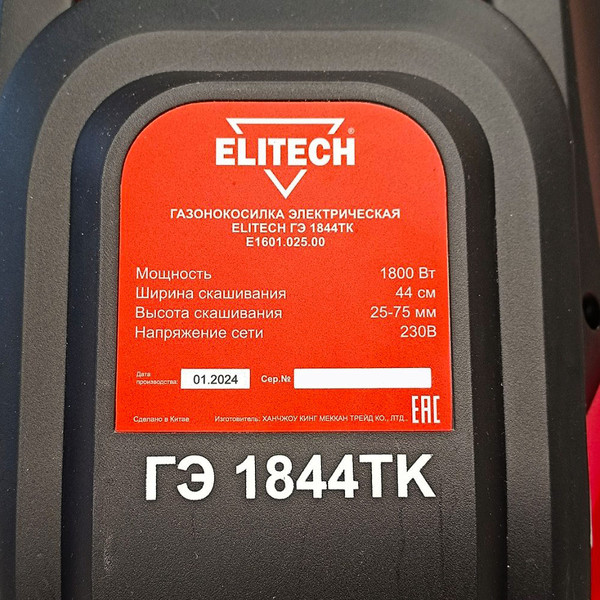 ELITECH®
ГАЗОНОКОСИЛКА ЭЛЕКТРИЧЕСКАЯ
ELITECH ГЭ 1844ТК
E1601.025.00
Мощность 1800 Вт
Ширина скашивания 44 см
Высота скашивания 25-75 мм
Напряжение сети 230В
Дата производства: 01.2024 Сер.№
Сделано в Китае Изготовитель: ХАНЧЖОУ КИНГ МЕККАН ТРЕЙД КО., ЛТД. EAC
ГЭ 1844ТК